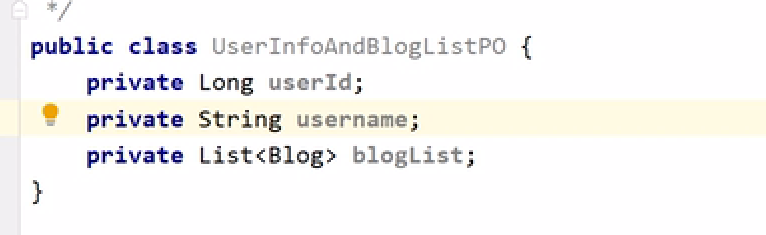 */
public class UserInfoAndBlogListPO {
    private Long userId;
    private String username;
    private List<Blog> blogList;
}